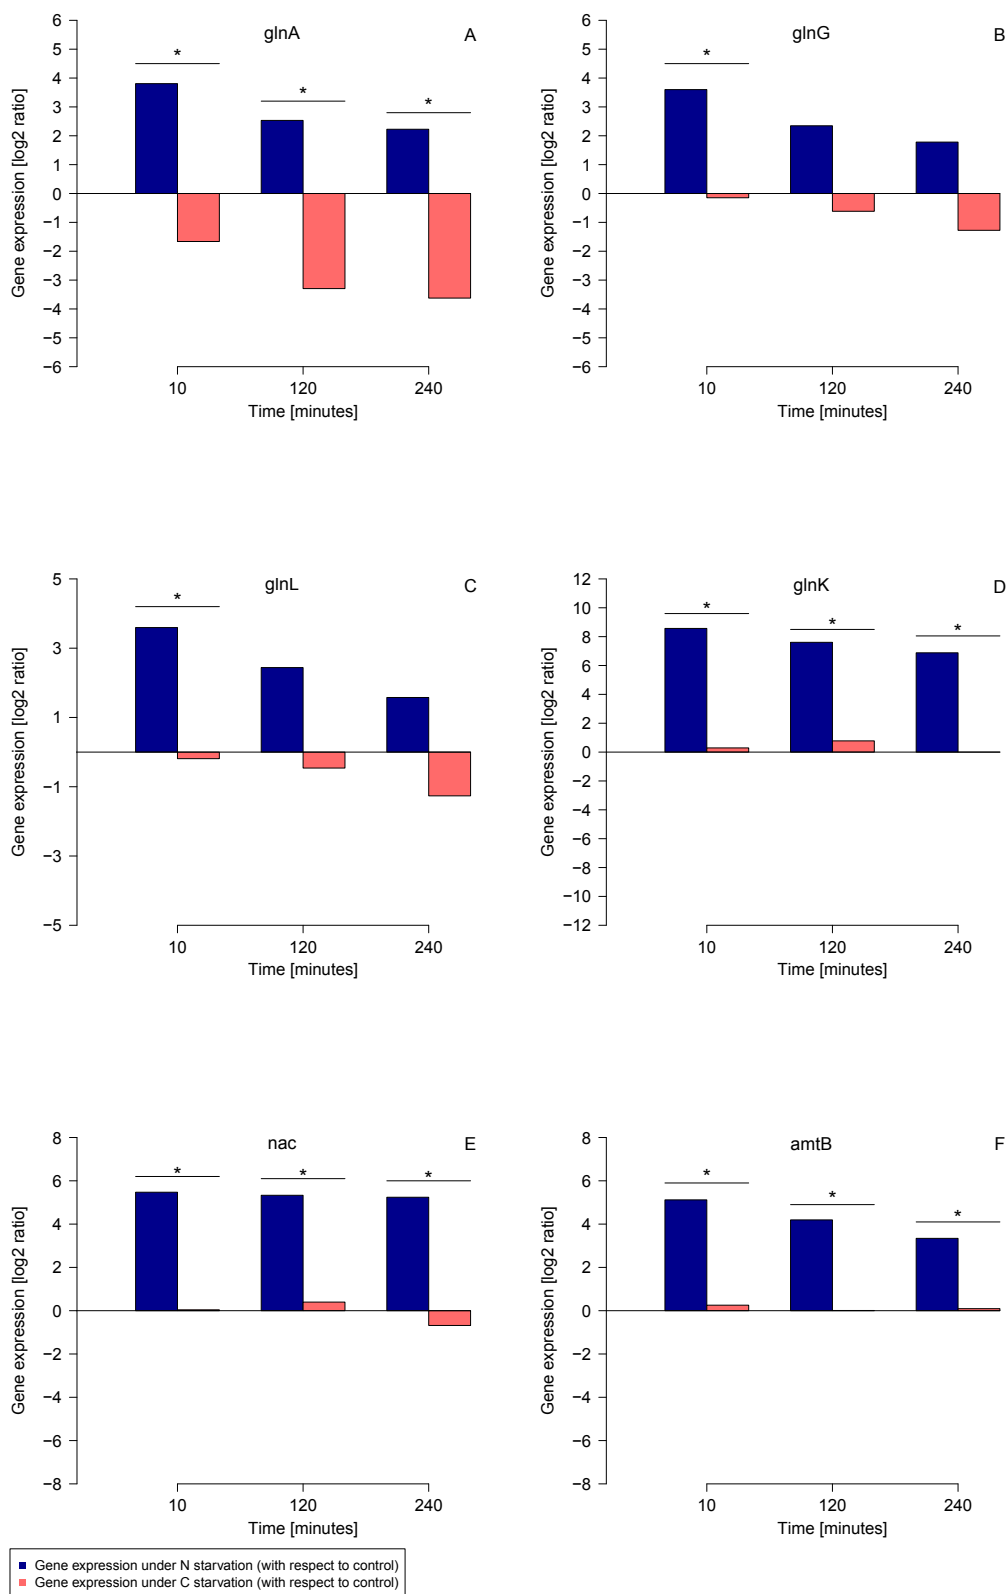 glnA A
Gene expression [log2 ratio]
6
5
4
3
2
1
0
−1
−2
−3
−4
−5
−6
* * *
10 120 240
Time [minutes]
glnG B
Gene expression [log2 ratio]
6
5
4
3
2
1
0
−1
−2
−3
−4
−5
−6
*
10 120 240
Time [minutes]
glnL C
Gene expression [log2 ratio]
5
3
1
−1
−3
−5
*
10 120 240
Time [minutes]
glnK D
Gene expression [log2 ratio]
12
10
8
6
4
2
0
−2
−4
−6
−8
−10
−12
* * *
10 120 240
Time [minutes]
nac E
Gene expression [log2 ratio]
8
6
4
2
0
−2
−4
−6
−8
* * *
10 120 240
Time [minutes]
amtB F
Gene expression [log2 ratio]
8
6
4
2
0
−2
−4
−6
−8
* * *
10 120 240
Time [minutes]
Gene expression under N starvation (with respect to control)
Gene expression under C starvation (with respect to control)